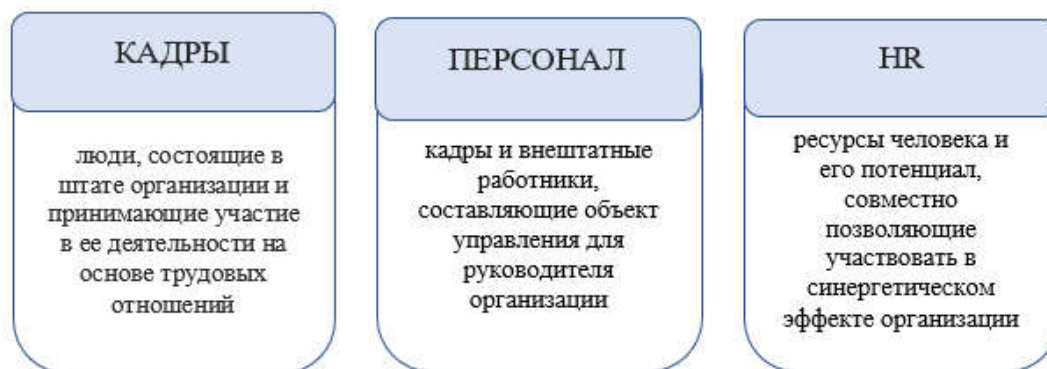 КАДРЫ
люди, состоящие в
штате организации и
принимающие участие
в ее деятельности на
основе трудовых
отношений
ПЕРСОНАЛ
кадры и внештатные
работники,
составляющие объект
управления для
руководителя
организации
HR
ресурсы человека и
его потенциал,
совместно
позволяющие
участвовать в
синергетическом
эффекте организации